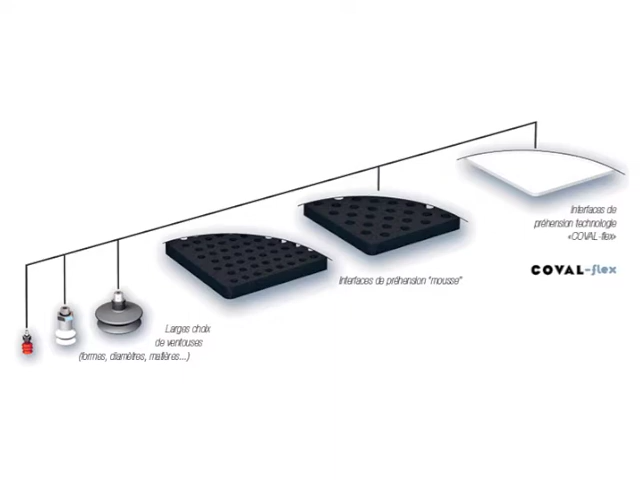 Interfaces de
préhension technologie
«COVAL-flex»
COVAL-flex
Interfaces de préhension "mousse"
Larges choix
de ventouses
(formes, diamètres, matières...)